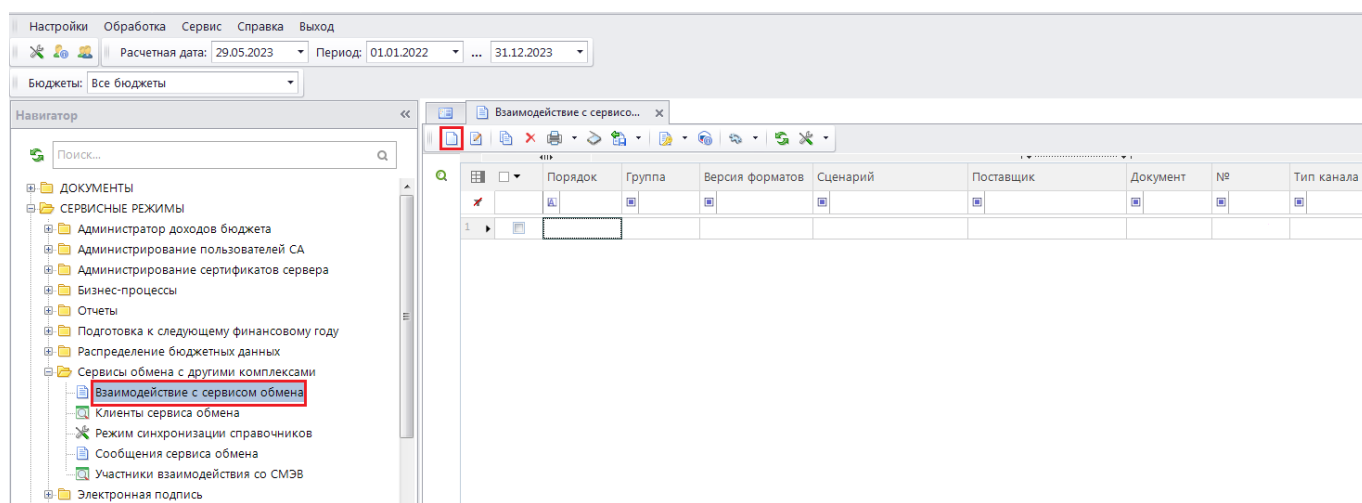 Настройки Обработка Сервис Справка Выход
Расчетная дата: 29.05.2023 Период: 01.01.2022 ... 31.12.2023
Бюджеты: Все бюджеты
Навигатор «
Взаимодействие с сервисо... x
Поиск...
Порядок Группа Версия форматов Сценарий Поставщик Документ № Тип канала
1
ДОКУМЕНТЫ
СЕРВИСНЫЕ РЕЖИМЫ
Администратор доходов бюджета
Администрирование пользователей СА
Администрирование сертификатов сервера
Бизнес-процессы
Отчеты
Подготовка к следующему финансовому году
Распределение бюджетных данных
Сервисы обмена с другими комплексами
Взаимодействие с сервисом обмена
Клиенты сервиса обмена
Режим синхронизации справочников
Сообщения сервиса обмена
Участники взаимодействия со СМЭВ
Электронная подпись